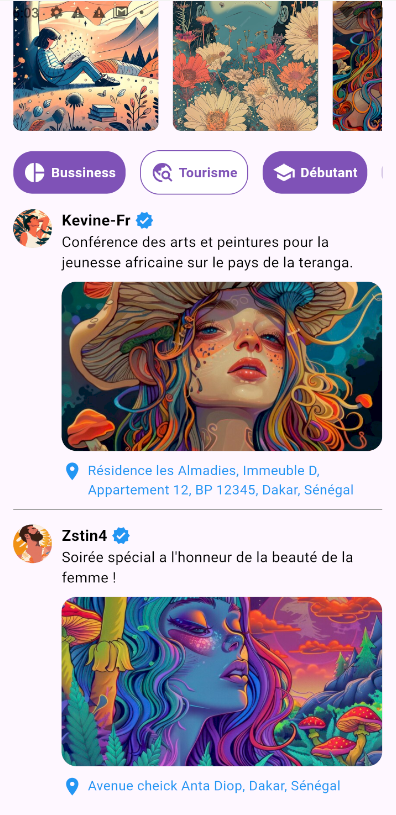 03
Bussiness
Tourisme
Débutant
Kevine-Fr
Conférence des arts et peintures pour la
jeunesse africaine sur le pays de la teranga.
Résidence les Almadies, Immeuble D,
Appartement 12, BP 12345, Dakar, Sénégal
Zstin4
Soirée spécial a l'honneur de la beauté de la
femme !
Avenue cheick Anta Diop, Dakar, Sénégal